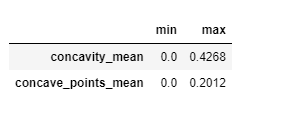 min max
concavity_mean 0.0 0.4268
concave_points_mean 0.0 0.2012